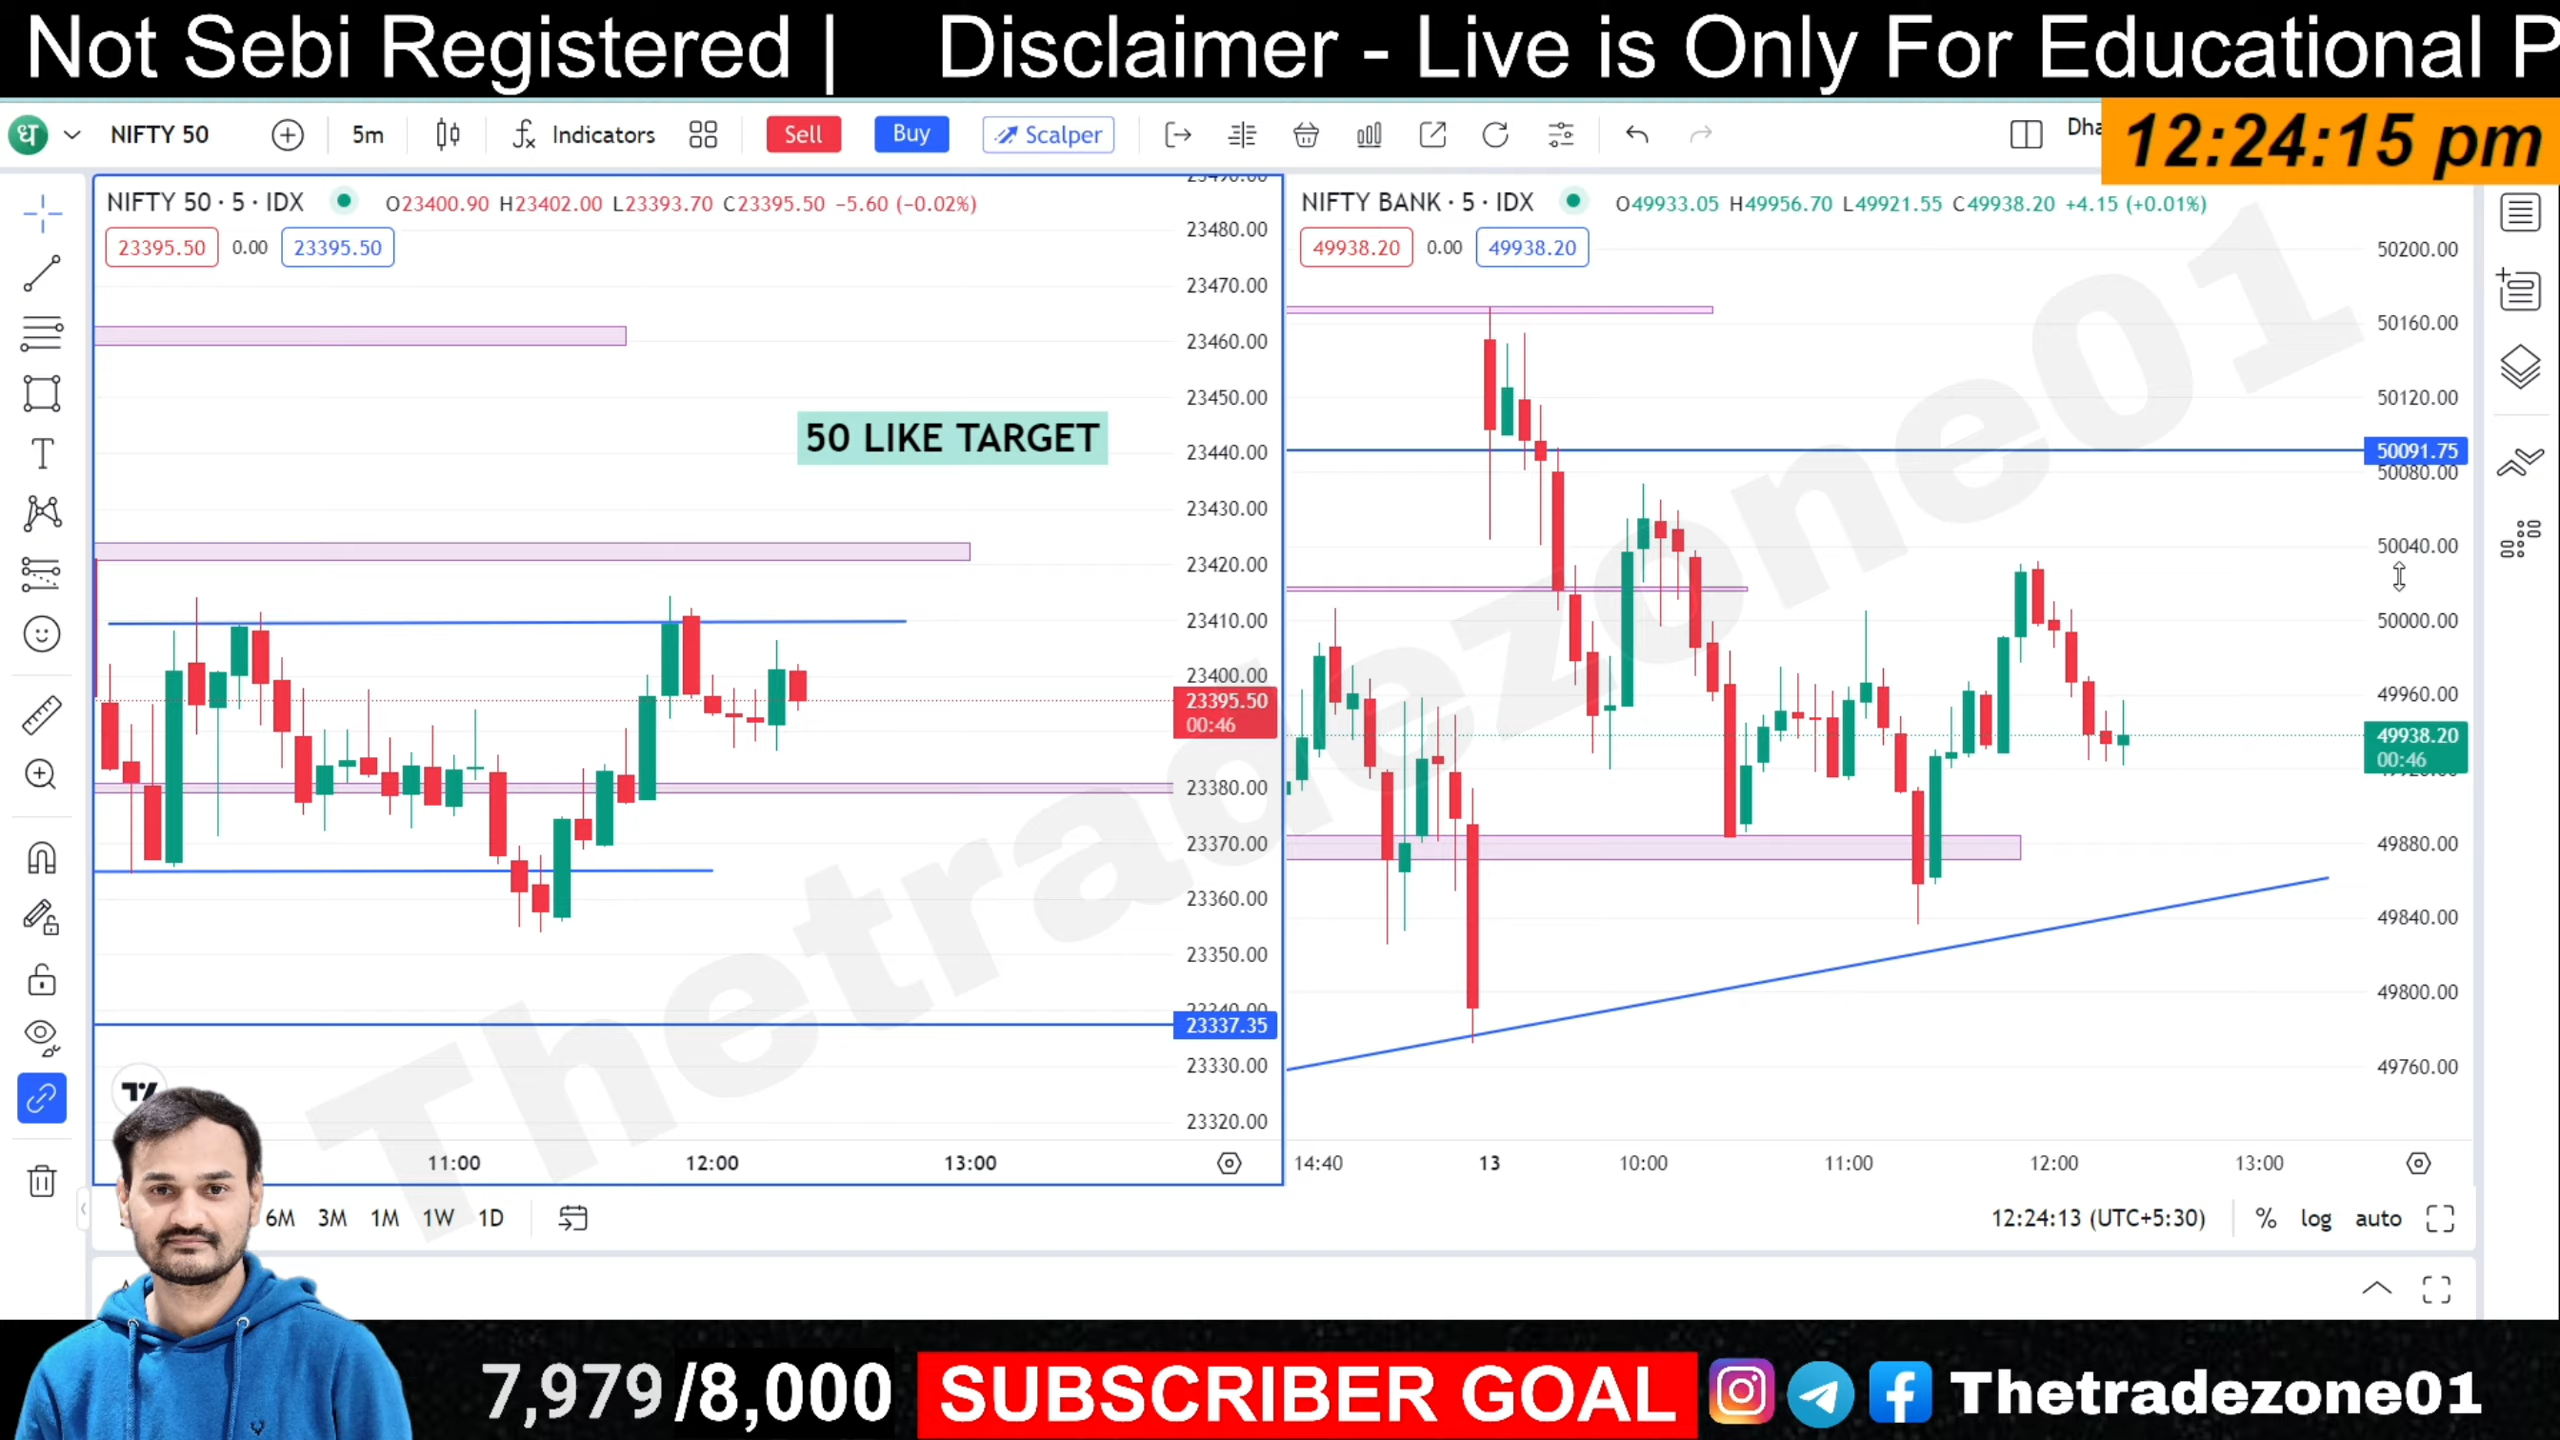 Not Sebi Registered | Disclaimer - Live is Only For Educational P
12:24:15 pm
ध NIFTY 50 5m Indicators Sell Buy Scalper Dha
NIFTY 50 · 5 · IDX O23400.90 H23402.00 L23393.70 C23395.50 −5.60 (−0.02%)
23395.50 0.00 23395.50
23480.00
23470.00
23460.00
23450.00
23440.00
23430.00
23420.00
23410.00
23400.00
23395.50
00:46
23380.00
23370.00
23360.00
23350.00
23340.00
23337.35
23330.00
23320.00
50 LIKE TARGET
11:00 12:00 13:00
NIFTY BANK · 5 · IDX O49933.05 H49956.70 L49921.55 C49938.20 +4.15 (+0.01%)
49938.20 0.00 49938.20
50200.00
50160.00
50120.00
50091.75
50080.00
50040.00
50000.00
49960.00
49938.20
00:46
49880.00
49840.00
49800.00
49760.00
14:40 13 10:00 11:00 12:00 13:00
Thetradezone01
6M 3M 1M 1W 1D 12:24:13 (UTC+5:30) % log auto
7,979/8,000 SUBSCRIBER GOAL Thetradezone01